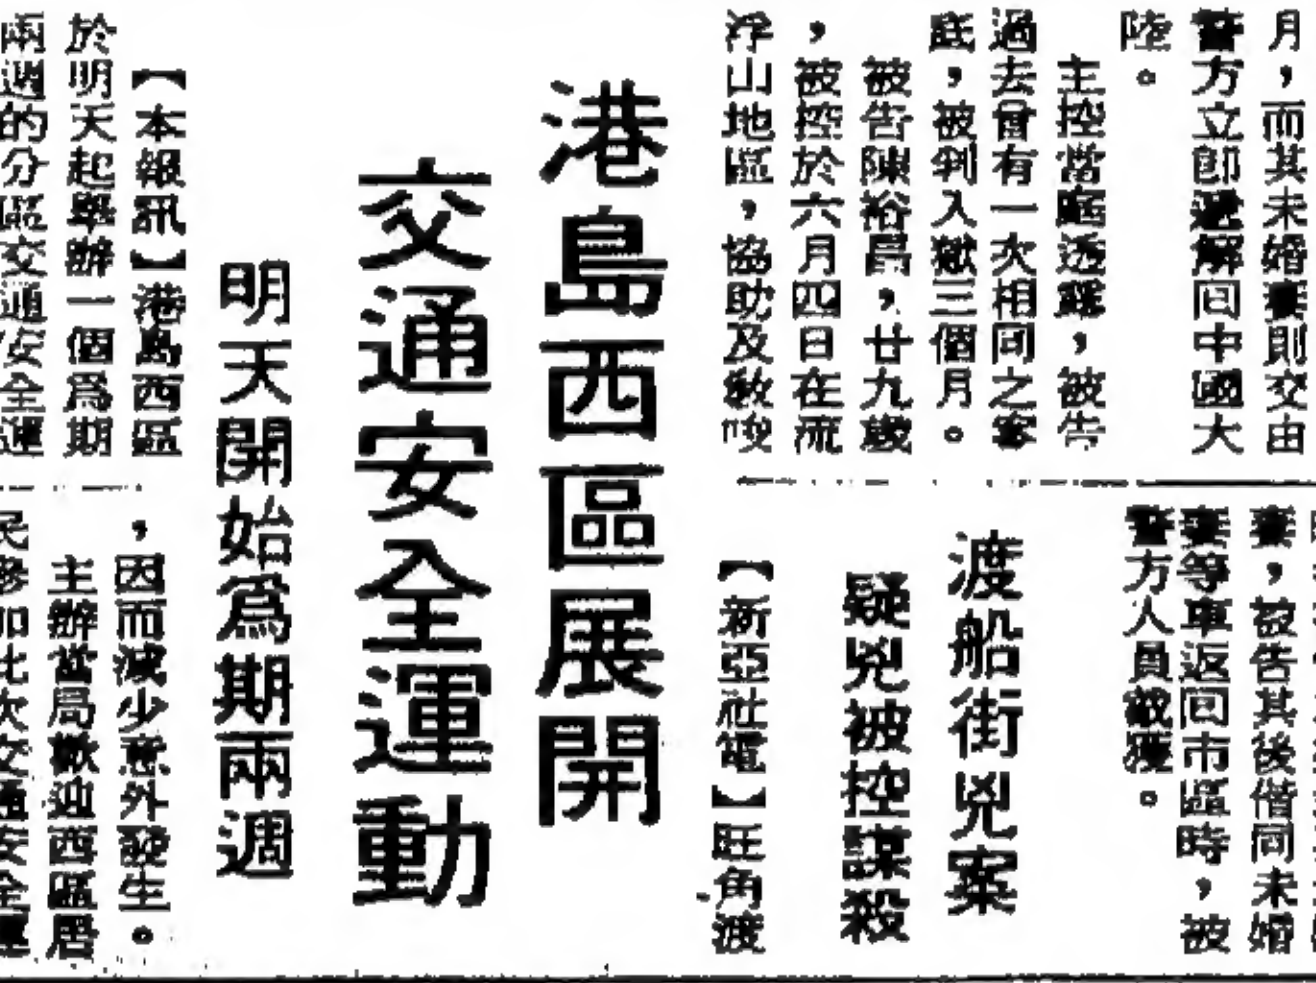 月，而其未婚妻則交由
警方立即遞解回中國大
陸。
主控當庭透露，被告
過去曾有一次相同之案
底，被判入獄三個月。
被告陳裕昌，廿九歲
，被控於六月四日在流
浮山地區，協助及教唆
妻，被告其後偕同未婚
妻等車返回市區時，被
警方人員截獲。
渡船街兇案
疑兇被控謀殺
【新亞社電】旺角渡
港島西區展開
交通安全運動
明天開始為期兩週
【本報訊】港島西區
於明天起舉辦一個為期
兩週的分區交通安全運
，因而減少意外發生。
主辦當局歡迎西區居
民參加此次交通安全運